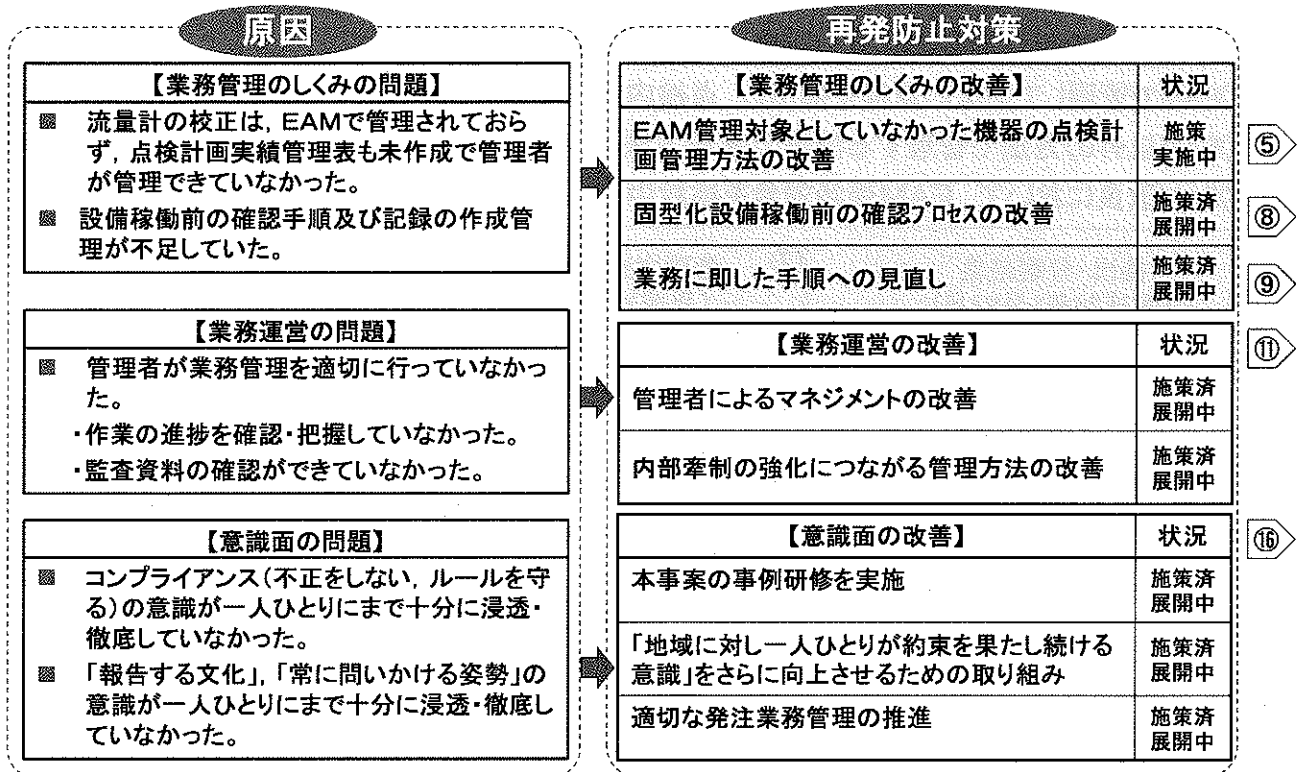 原因
【業務管理のしくみの問題】
▩ 流量計の校正は，EAMで管理されておら
ず，点検計画実績管理表も未作成で管理者
が管理できていなかった。
▩ 設備稼働前の確認手順及び記録の作成管
理が不足していた。
【業務運営の問題】
▩ 管理者が業務管理を適切に行っていなかっ
た。
・作業の進捗を確認・把握していなかった。
・監査資料の確認ができていなかった。
【意識面の問題】
▩ コンプライアンス（不正をしない，ルールを守
る）の意識が一人ひとりにまで十分に浸透・
徹底していなかった。
▩ 「報告する文化」，「常に問いかける姿勢」の
意識が一人ひとりにまで十分に浸透・徹底し
ていなかった。
再発防止対策
【業務管理のしくみの改善】 状況
EAM管理対象としていなかった機器の点検計
画管理方法の改善
施策
実施中
⑤
固型化設備稼働前の確認プロセスの改善
施策済
展開中
⑧
業務に即した手順への見直し
施策済
展開中
⑨
【業務運営の改善】 状況
⑪
管理者によるマネジメントの改善
施策済
展開中
内部牽制の強化につながる管理方法の改善
施策済
展開中
【意識面の改善】 状況
⑯
本事案の事例研修を実施
施策済
展開中
「地域に対し一人ひとりが約束を果たし続ける
意識」をさらに向上させるための取り組み
施策済
展開中
適切な発注業務管理の推進
施策済
展開中